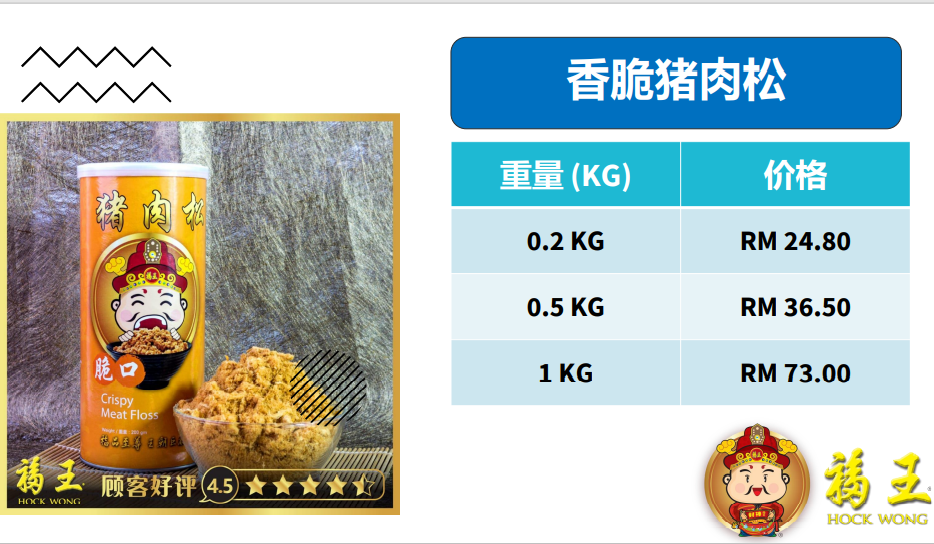 香脆猪肉松
重量 (KG)
价格
0.2 KG
RM 24.80
0.5 KG
RM 36.50
1 KG
RM 73.00
猪肉松
脆口
Crispy
Meat Floss
福王
HOCK WONG
顾客好评
4.5
福王
HOCK WONG